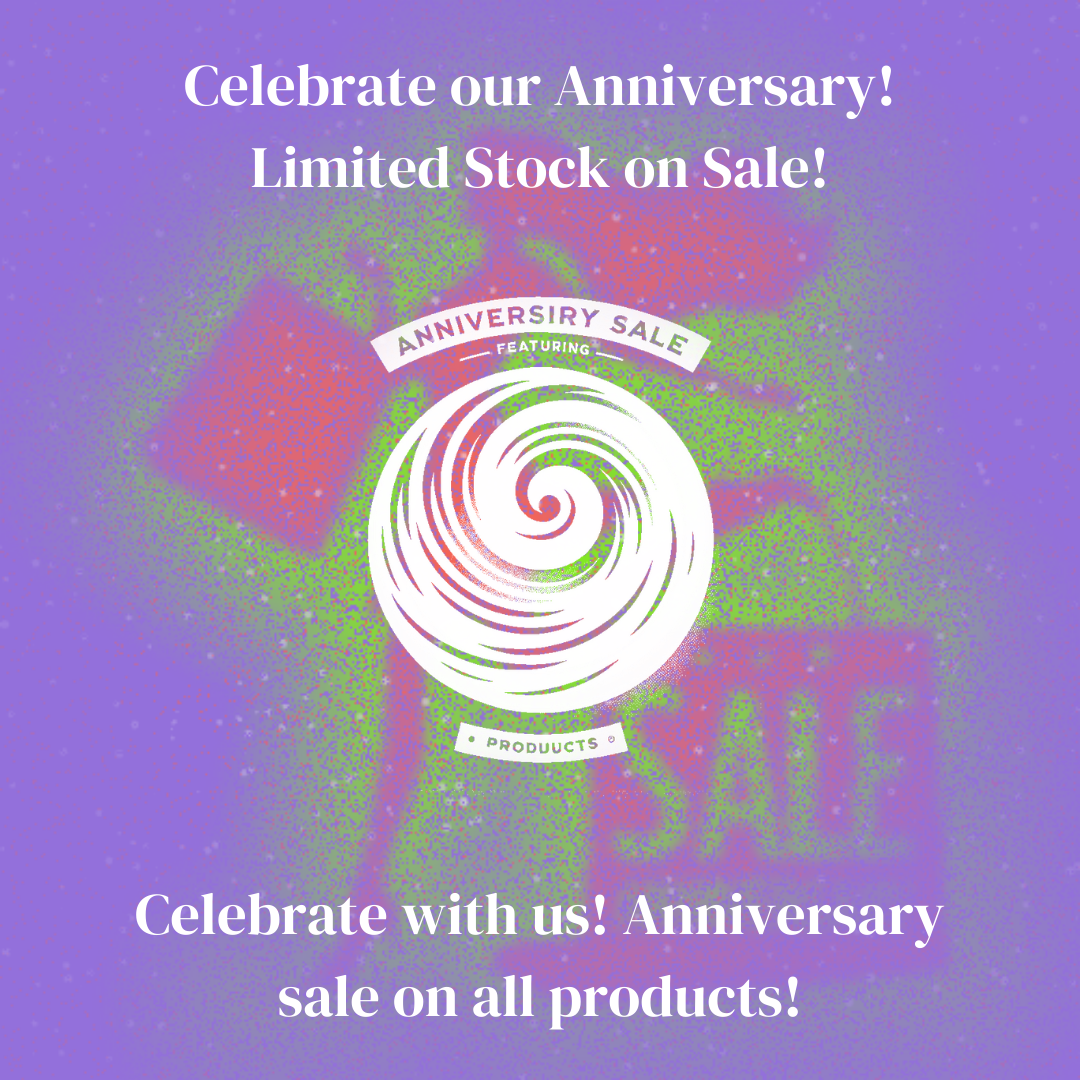 Celebrate our Anniversary!
Limited Stock on Sale!
ANNIVERSIRY SALE
FEATURING
PRODUUCTS
SALE
Celebrate with us! Anniversary
sale on all products!